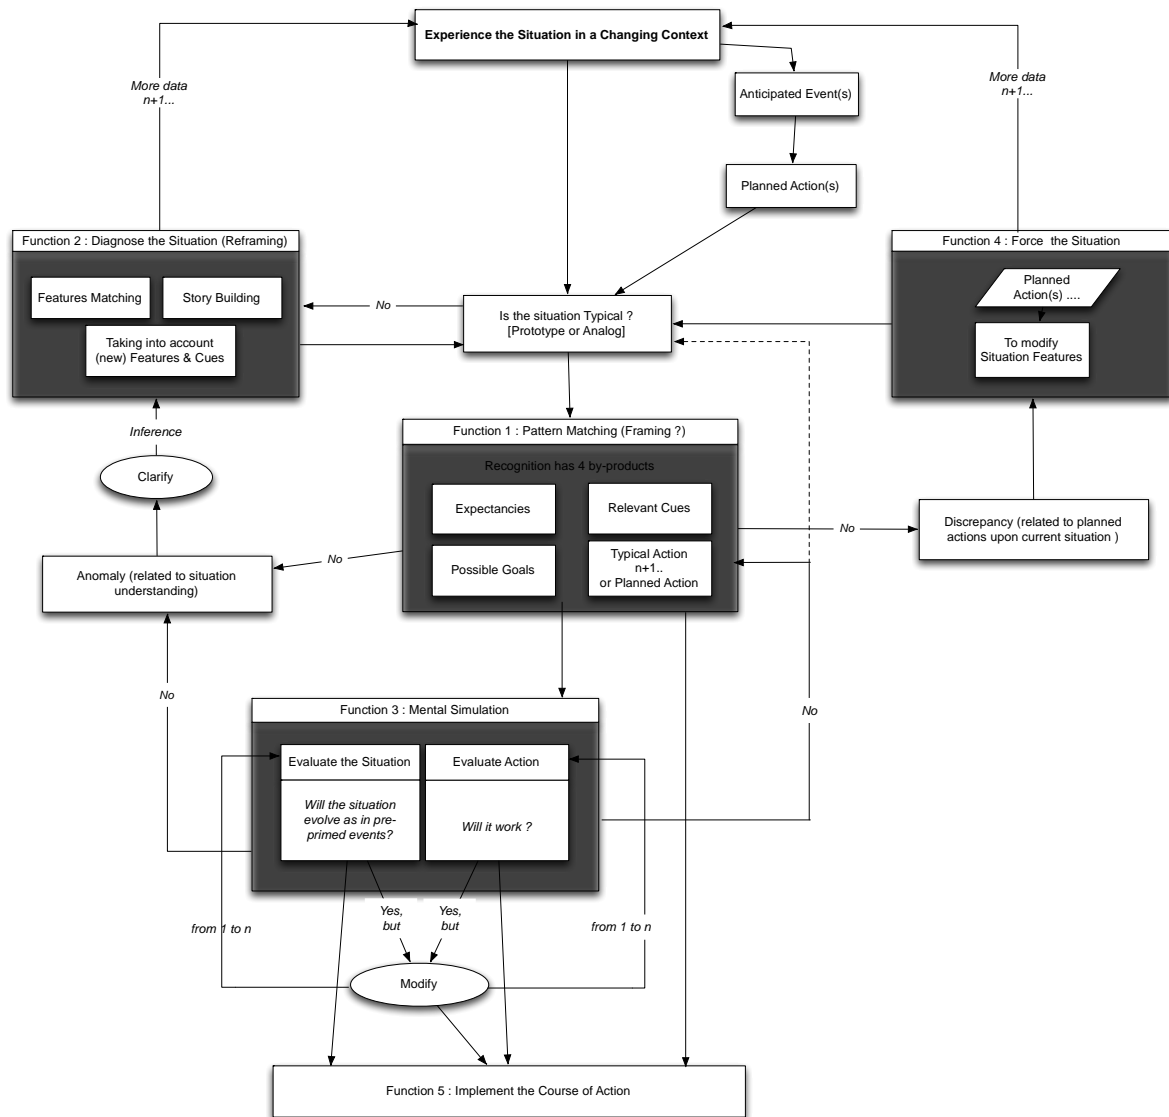 Experience the Situation in a Changing Context
More data
n+1...
Anticipated Event(s)
More data
n+1...
Planned Action(s)
Function 2 : Diagnose the Situation (Reframing)
Features Matching
Story Building
Taking into account
(new) Features & Cues
No
Is the situation Typical ?
[Prototype or Analog]
Function 4 : Force  the Situation
Planned
Action(s) ....
To modify
Situation Features
Inference
Clarify
Function 1 : Pattern Matching (Framing ?)
Recognition has 4 by-products
Expectancies
Relevant Cues
Possible Goals
Typical Action
n+1..
or Planned Action
No
Discrepancy (related to planned
actions upon current situation )
No
Anomaly (related to situation
understanding)
No
No
Function 3 : Mental Simulation
Evaluate the Situation
Evaluate Action
Will the situation
evolve as in pre-
primed events?
Will it work ?
from 1 to n
Yes,
but
Yes,
but
from 1 to n
Modify
Function 5 : Implement the Course of Action